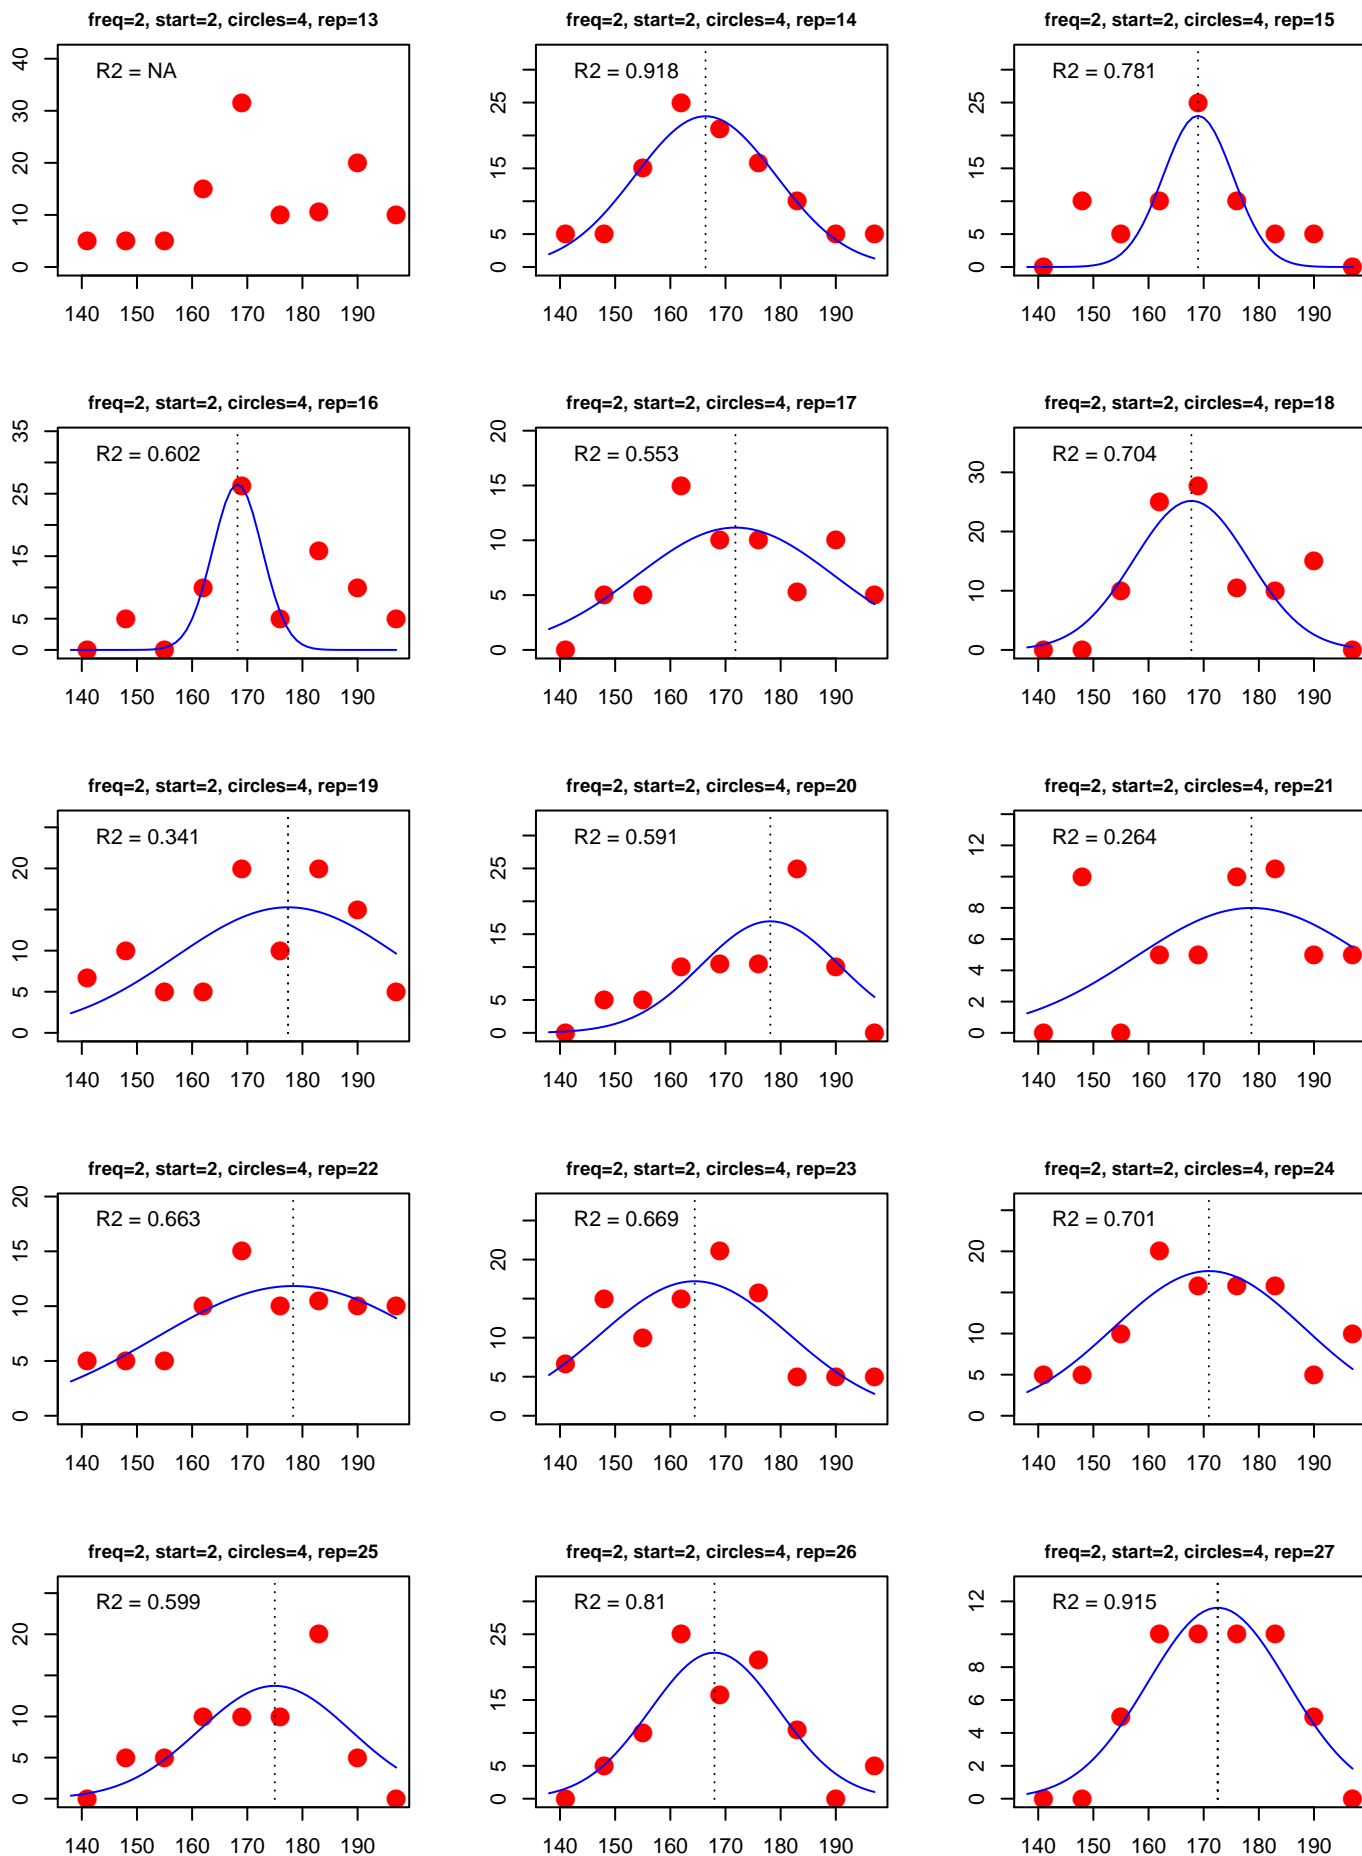 freq=2, start=2, circles=4, rep=13
freq=2, start=2, circles=4, rep=14
freq=2, start=2, circles=4, rep=15
R2 = NA
R2 = 0.918
R2 = 0.781
0 10 20 30 40
0 5 15 25
0 5 15 25
140 150 160 170 180 190
140 150 160 170 180 190
140 150 160 170 180 190
freq=2, start=2, circles=4, rep=16
freq=2, start=2, circles=4, rep=17
freq=2, start=2, circles=4, rep=18
R2 = 0.602
R2 = 0.553
R2 = 0.704
0 5 15 25 35
0 5 10 15 20
0 10 20 30
140 150 160 170 180 190
140 150 160 170 180 190
140 150 160 170 180 190
freq=2, start=2, circles=4, rep=19
freq=2, start=2, circles=4, rep=20
freq=2, start=2, circles=4, rep=21
R2 = 0.341
R2 = 0.591
R2 = 0.264
0 5 10 20
0 5 15 25
0 2 4 6 8 12
140 150 160 170 180 190
140 150 160 170 180 190
140 150 160 170 180 190
freq=2, start=2, circles=4, rep=22
freq=2, start=2, circles=4, rep=23
freq=2, start=2, circles=4, rep=24
R2 = 0.663
R2 = 0.669
R2 = 0.701
0 5 10 15 20
0 5 10 20
0 5 10 20
140 150 160 170 180 190
140 150 160 170 180 190
140 150 160 170 180 190
freq=2, start=2, circles=4, rep=25
freq=2, start=2, circles=4, rep=26
freq=2, start=2, circles=4, rep=27
R2 = 0.599
R2 = 0.81
R2 = 0.915
0 5 10 20
0 5 15 25
0 2 4 6 8 12
140 150 160 170 180 190
140 150 160 170 180 190
140 150 160 170 180 190